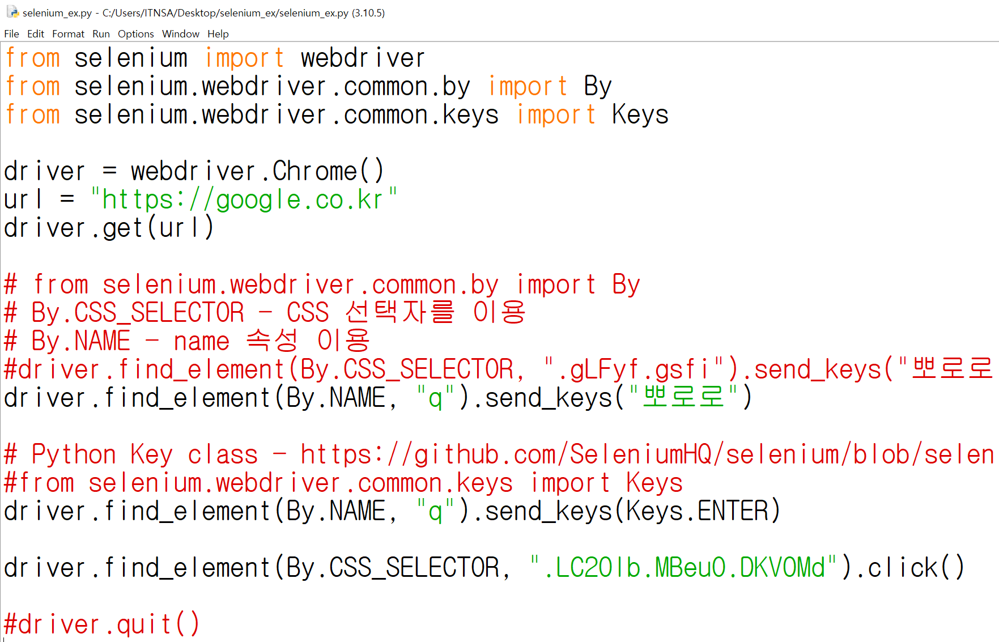 selenium_ex.py - C:/Users/ITNSA/Desktop/selenium_ex/selenium_ex.py (3.10.5)
File Edit Format Run Options Window Help
from selenium import webdriver
from selenium.webdriver.common.by import By
from selenium.webdriver.common.keys import Keys
driver = webdriver.Chrome()
url = "https://google.co.kr"
driver.get(url)
# from selenium.webdriver.common.by import By
# By.CSS_SELECTOR - CSS 선택자를 이용
# By.NAME - name 속성 이용
#driver.find_element(By.CSS_SELECTOR, ".gLFyf.gsfi").send_keys("뽀로로
driver.find_element(By.NAME, "q").send_keys("뽀로로")
# Python Key class - https://github.com/SeleniumHQ/selenium/blob/selen
#from selenium.webdriver.common.keys import Keys
driver.find_element(By.NAME, "q").send_keys(Keys.ENTER)
driver.find_element(By.CSS_SELECTOR, ".LC20lb.MBeuO.DKV0Md").click()
#driver.quit()